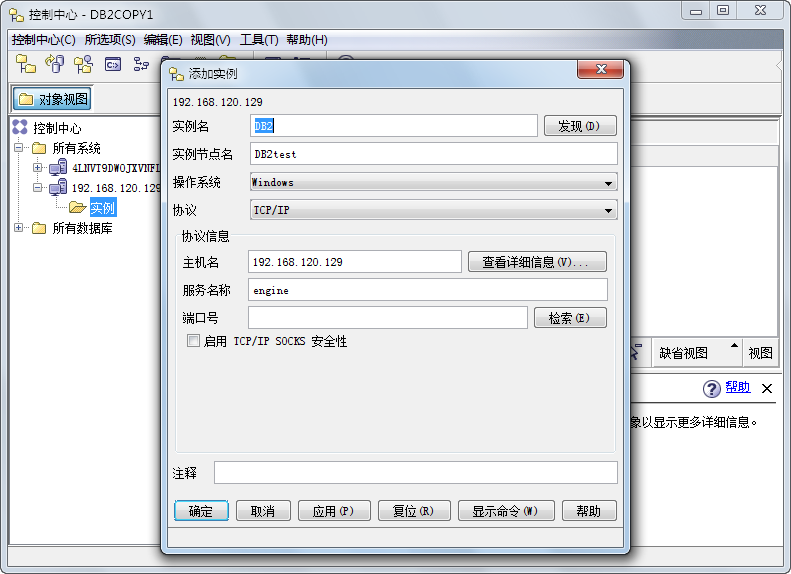 控制中心 - DB2COPY1
控制中心(C) 所选项(S) 编辑(E) 视图(V) 工具(T) 帮助(H)
对象视图
控制中心
所有系统
192.168.120.129
实例
所有数据库
添加实例
192.168.120.129
实例名 DB2 发现(D)
实例节点名 DB2test
操作系统 Windows
协议 TCP/IP
协议信息
主机名 192.168.120.129 查看详细信息(V)...
服务名称 engine
端口号 检索(E)
启用 TCP/IP SOCKS 安全性
注释
确定 取消 应用(P) 复位(R) 显示命令(W) 帮助
缺省视图 视图
帮助
象以显示更多详细信息。